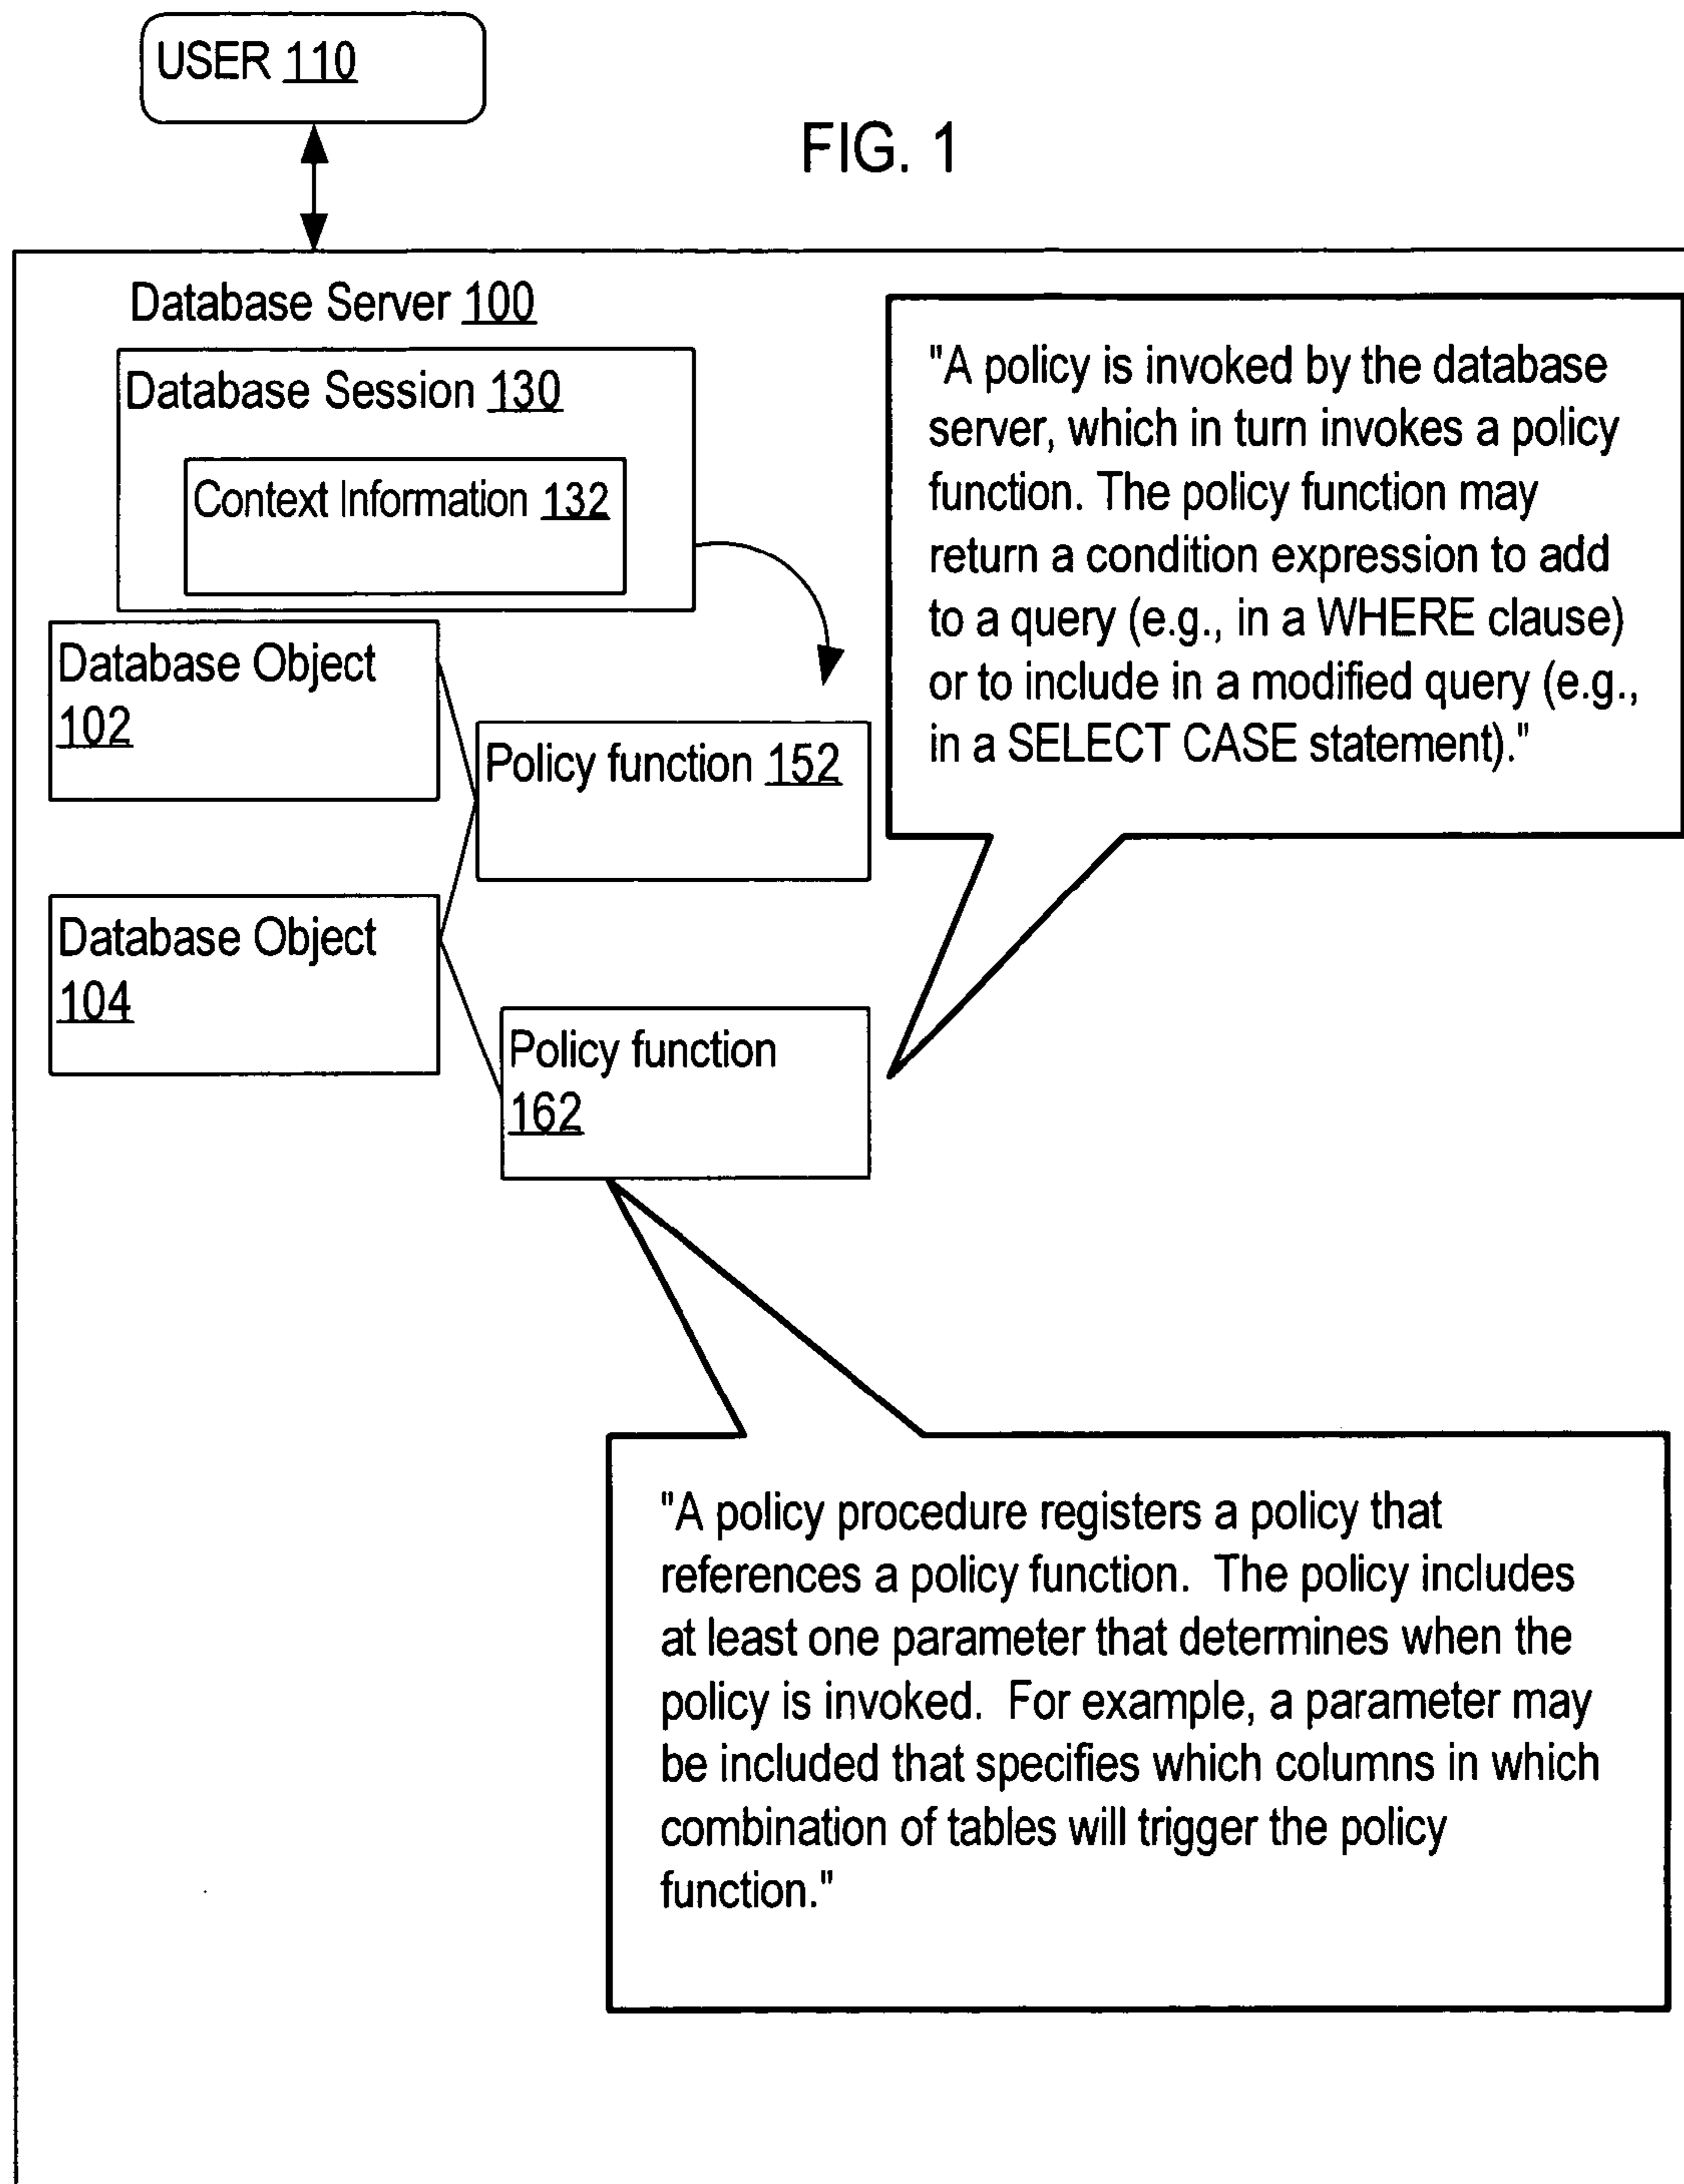 USER 110
FIG. 1
Database Server 100
Database Session 130
Context Information 132
Database Object
102
Policy function 152
Database Object
104
Policy function
162
"A policy is invoked by the database
server, which in turn invokes a policy
function. The policy function may
return a condition expression to add
to a query (e.g., in a WHERE clause)
or to include in a modified query (e.g.,
in a SELECT CASE statement)."
"A policy procedure registers a policy that
references a policy function.  The policy includes
at least one parameter that determines when the
policy is invoked.  For example, a parameter may
be included that specifies which columns in which
combination of tables will trigger the policy
function."